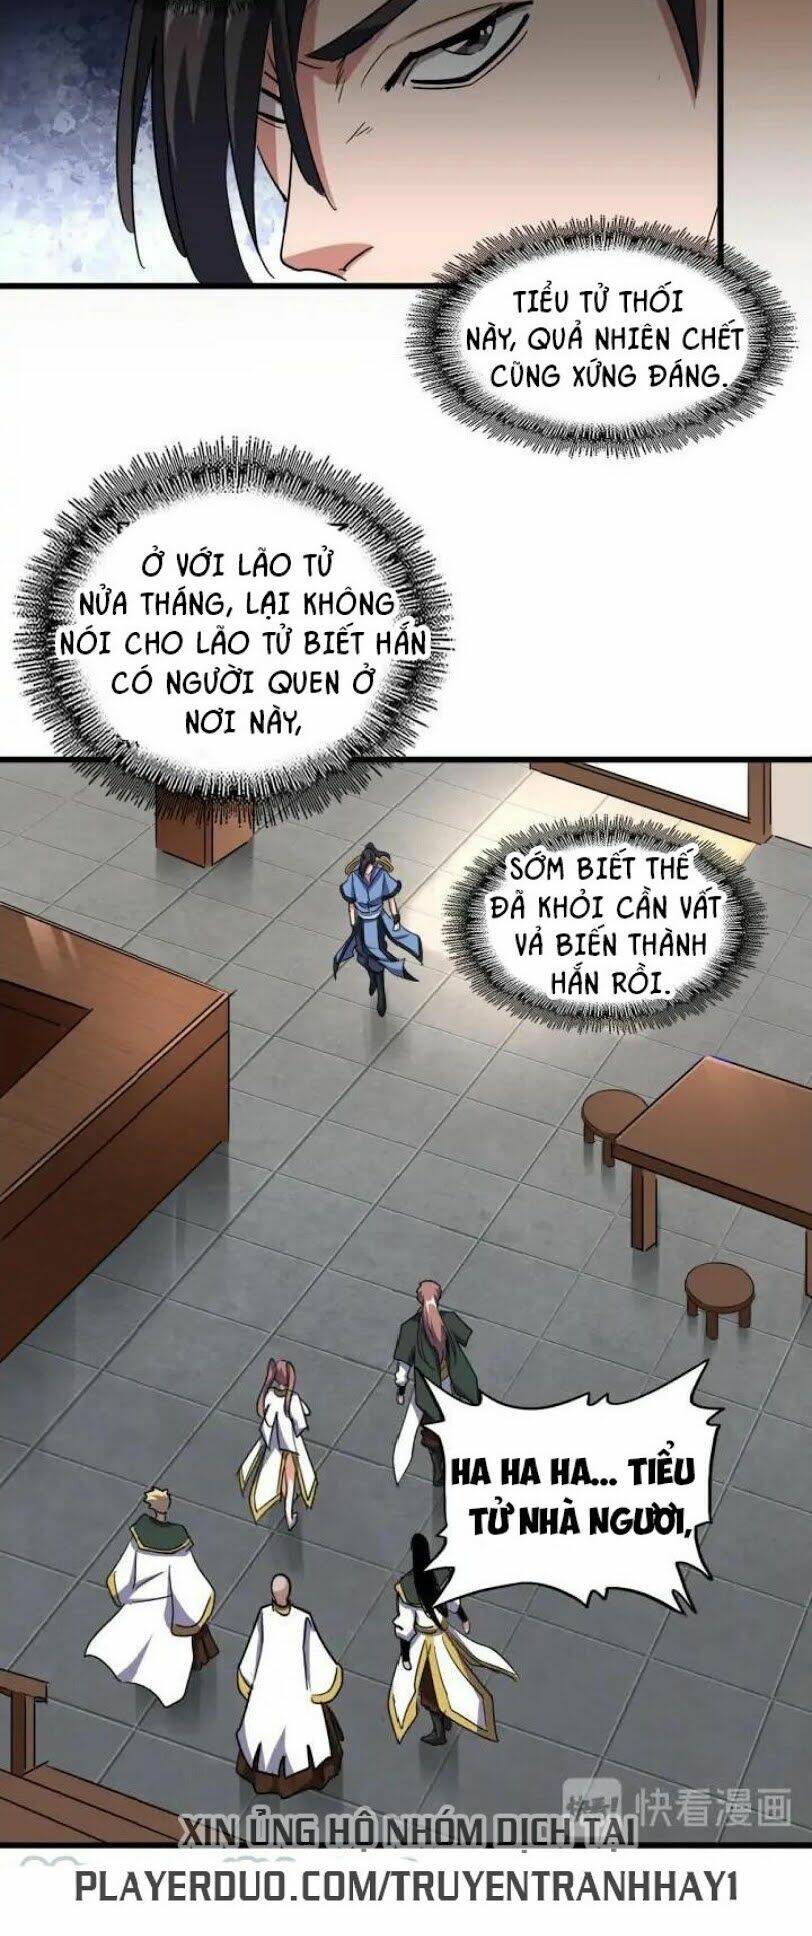 TIỂU TỬ THỐI
NÀY, QUẢ NHIÊN CHẾT
CŨNG XỨNG ĐÁNG.
Ở VỚI LÃO TỬ
NỬA THÁNG, LẠI KHÔNG
NÓI CHO LÃO TỬ BIẾT HẮN
CÓ NGƯỜI QUEN Ở
NƠI NÀY,
SỚM BIẾT THẾ
ĐÃ KHỎI CẦN VẤT
VẢ BIẾN THÀNH
HẮN RỒI.
HA HA HA... TIỂU
TỬ NHÀ NGƯƠI,
快看漫画
XIN ỦNG HỘ NHÓM DỊCH TẠI
PLAYERDUO.COM/TRUYENTRANHHAY1